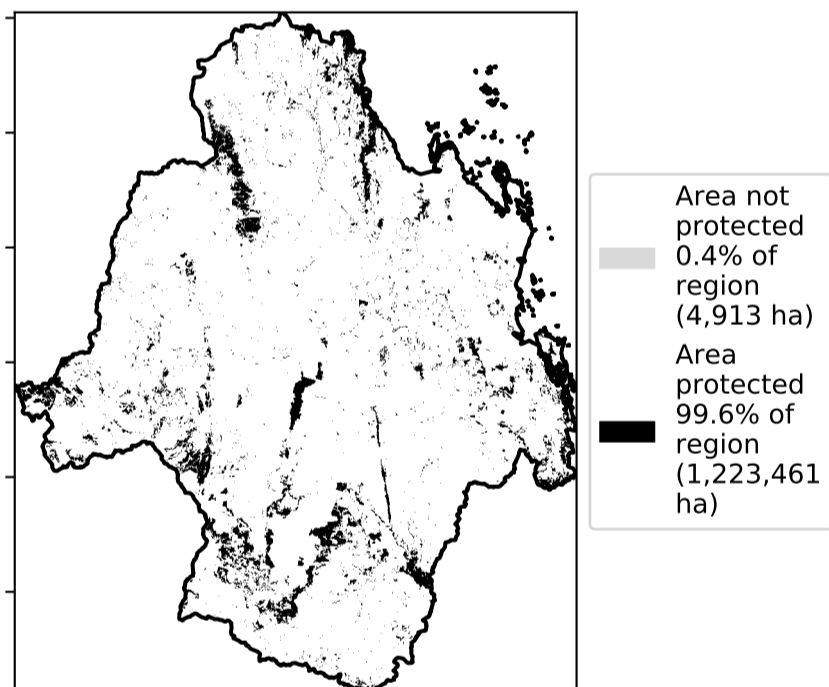 Area not
protected
0.4% of
region
(4,913 ha)
Area
protected
99.6% of
region
(1,223,461
ha)